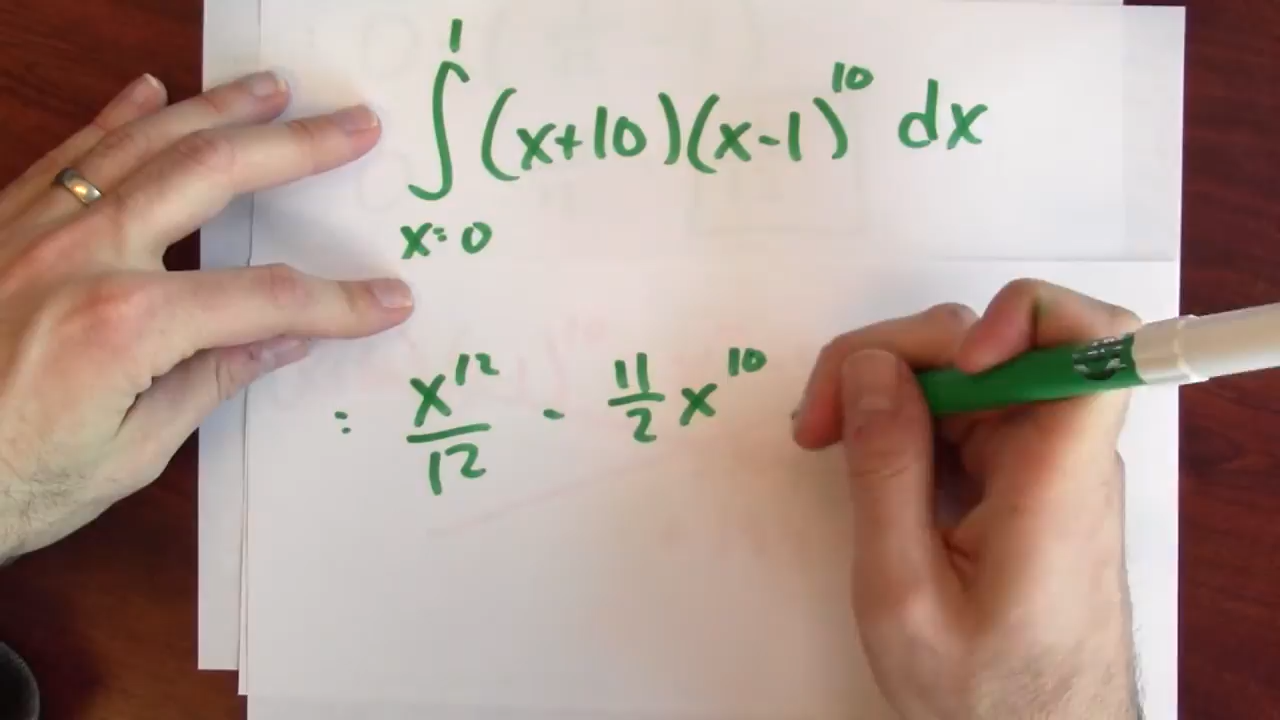 ∫_{x=0}^{1} (x+10)(x-1)^{10} dx
= x^{12}/12 - 11/2 x^{10}